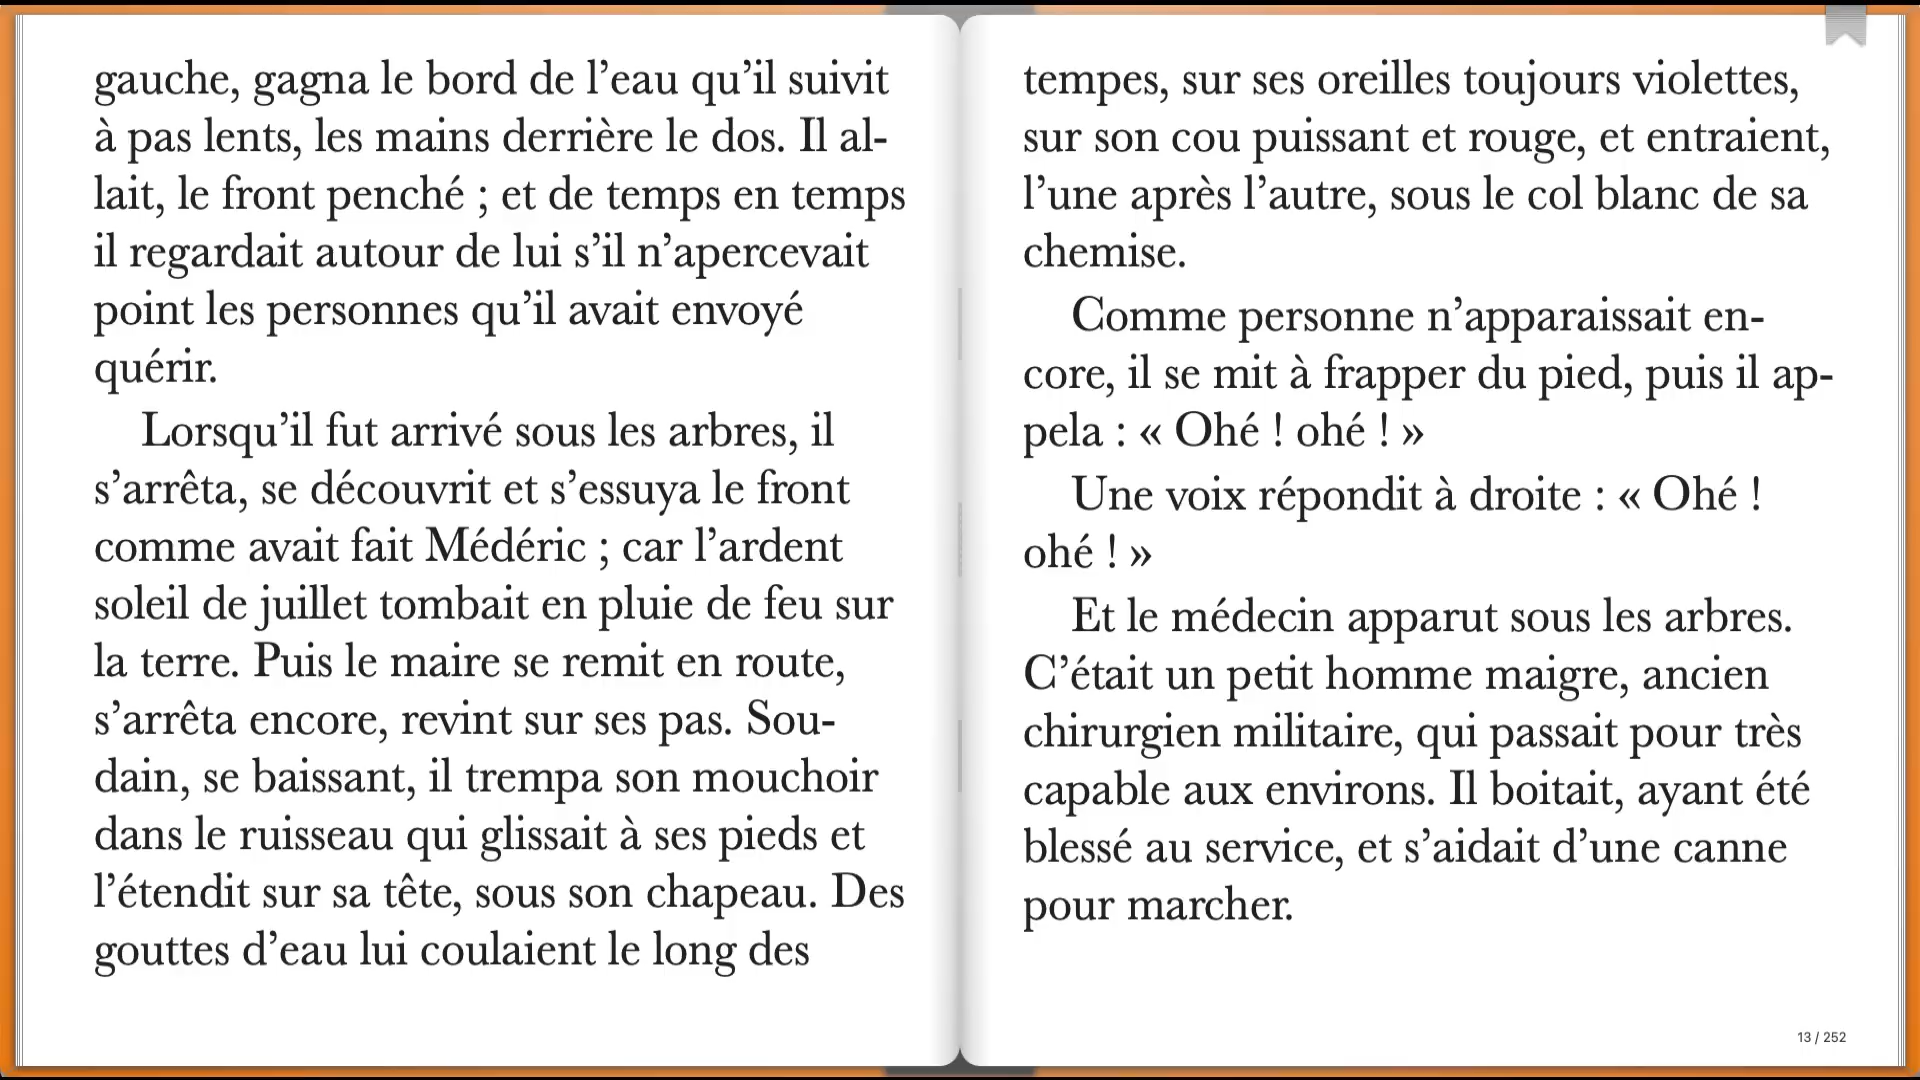 gauche, gagna le bord de l’eau qu’il suivit
à pas lents, les mains derrière le dos. Il al-
lait, le front penché ; et de temps en temps
il regardait autour de lui s’il n’apercevait
point les personnes qu’il avait envoyé
quérir.
Lorsqu’il fut arrivé sous les arbres, il
s’arrêta, se découvrit et s’essuya le front
comme avait fait Médéric ; car l’ardent
soleil de juillet tombait en pluie de feu sur
la terre. Puis le maire se remit en route,
s’arrêta encore, revint sur ses pas. Sou-
dain, se baissant, il trempa son mouchoir
dans le ruisseau qui glissait à ses pieds et
l’étendit sur sa tête, sous son chapeau. Des
gouttes d’eau lui coulaient le long des
tempes, sur ses oreilles toujours violettes,
sur son cou puissant et rouge, et entraient,
l’une après l’autre, sous le col blanc de sa
chemise.
Comme personne n’apparaissait en-
core, il se mit à frapper du pied, puis il ap-
pela : « Ohé ! ohé ! »
Une voix répondit à droite : « Ohé !
ohé ! »
Et le médecin apparut sous les arbres.
C’était un petit homme maigre, ancien
chirurgien militaire, qui passait pour très
capable aux environs. Il boitait, ayant été
blessé au service, et s’aidait d’une canne
pour marcher.
13 / 252